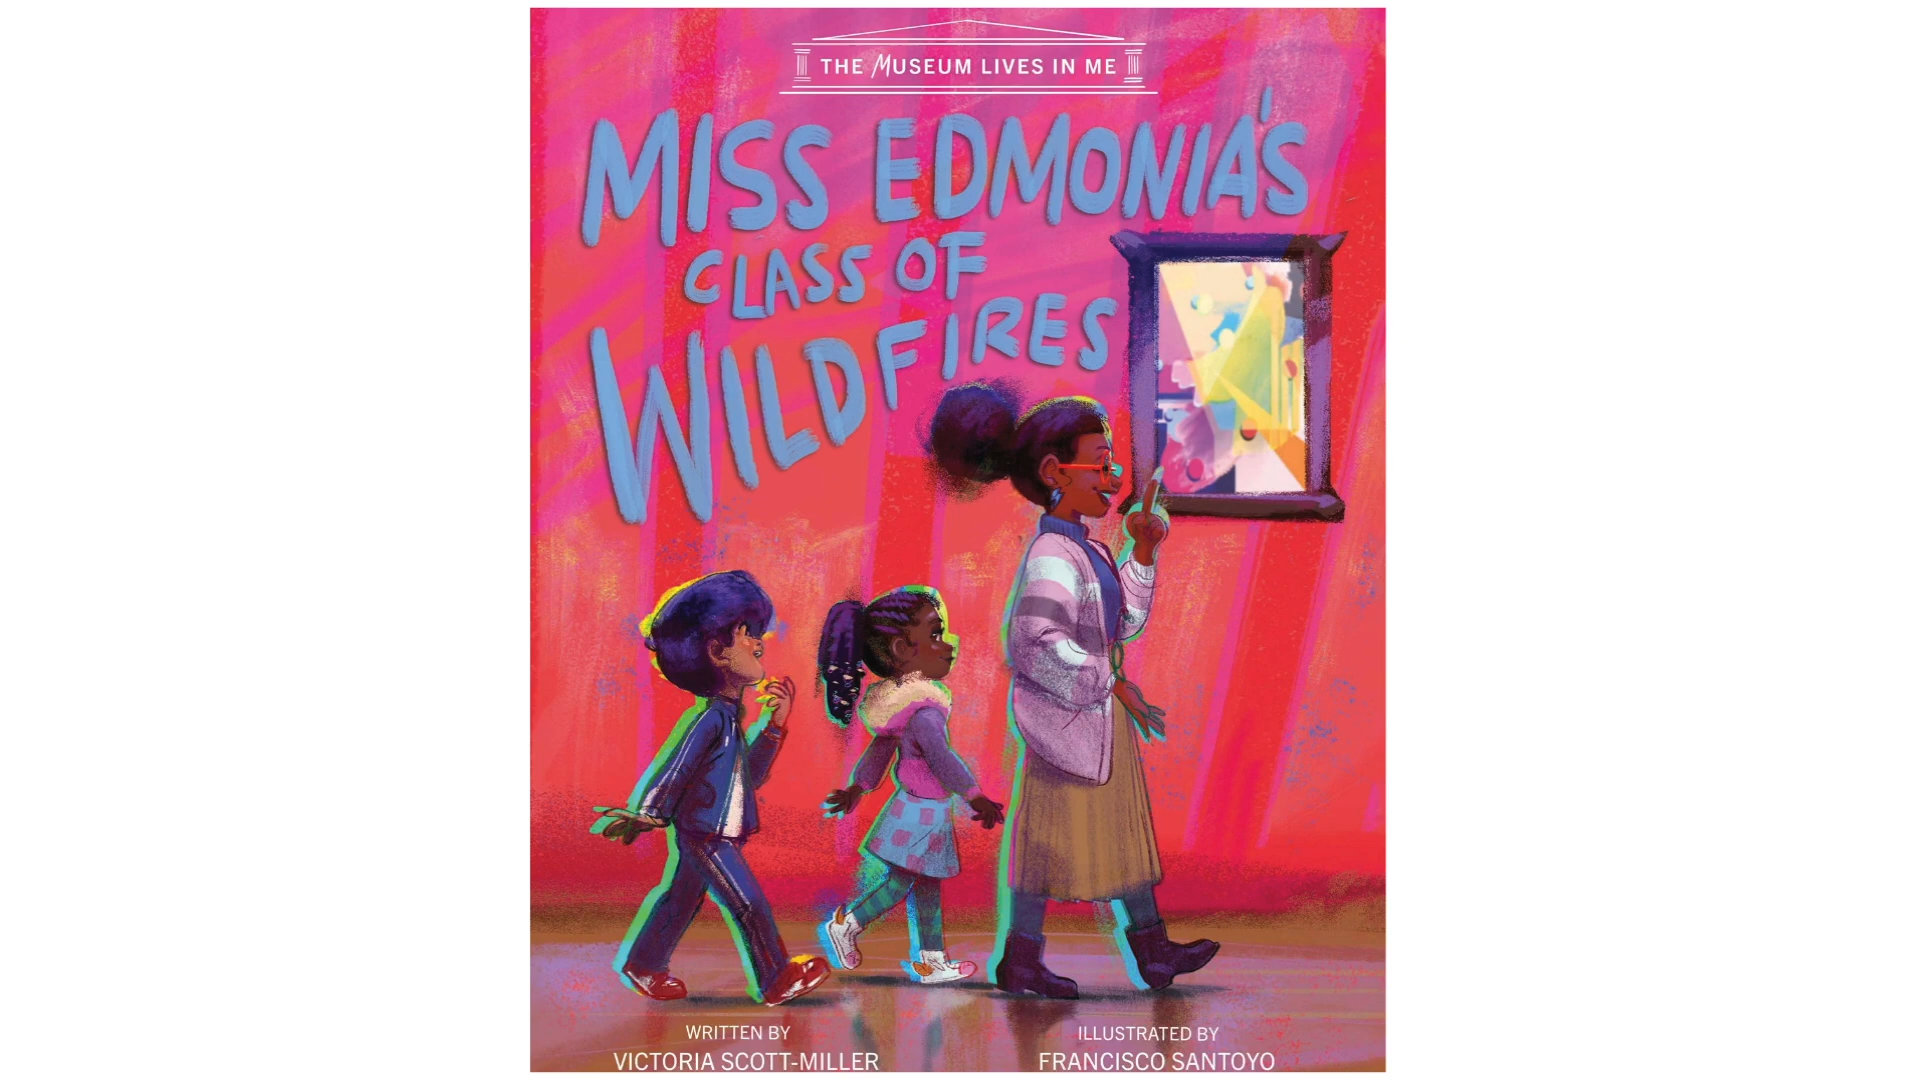 THE MUSEUM LIVES IN ME
MISS EDMONIA'S
CLASS OF
WILDFIRES
WRITTEN BY
VICTORIA SCOTT-MILLER
ILLUSTRATED BY
FRANCISCO SANTOYO